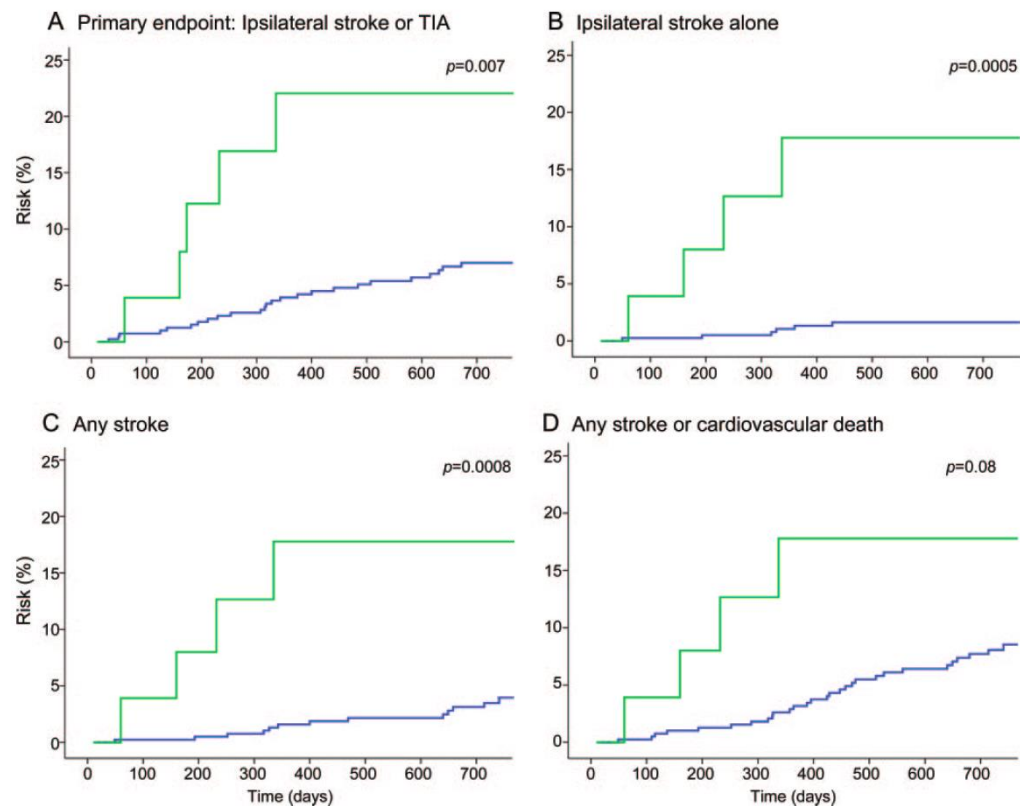 A Primary endpoint: Ipsilateral stroke or TIA
p=0.007
Risk (%)
25
20
15
10
5
0
0 100 200 300 400 500 600 700
B Ipsilateral stroke alone
p=0.0005
25
20
15
10
5
0
0 100 200 300 400 500 600 700
C Any stroke
p=0.0008
Risk (%)
25
20
15
10
5
0
0 100 200 300 400 500 600 700
Time (days)
D Any stroke or cardiovascular death
p=0.08
25
20
15
10
5
0
0 100 200 300 400 500 600 700
Time (days)